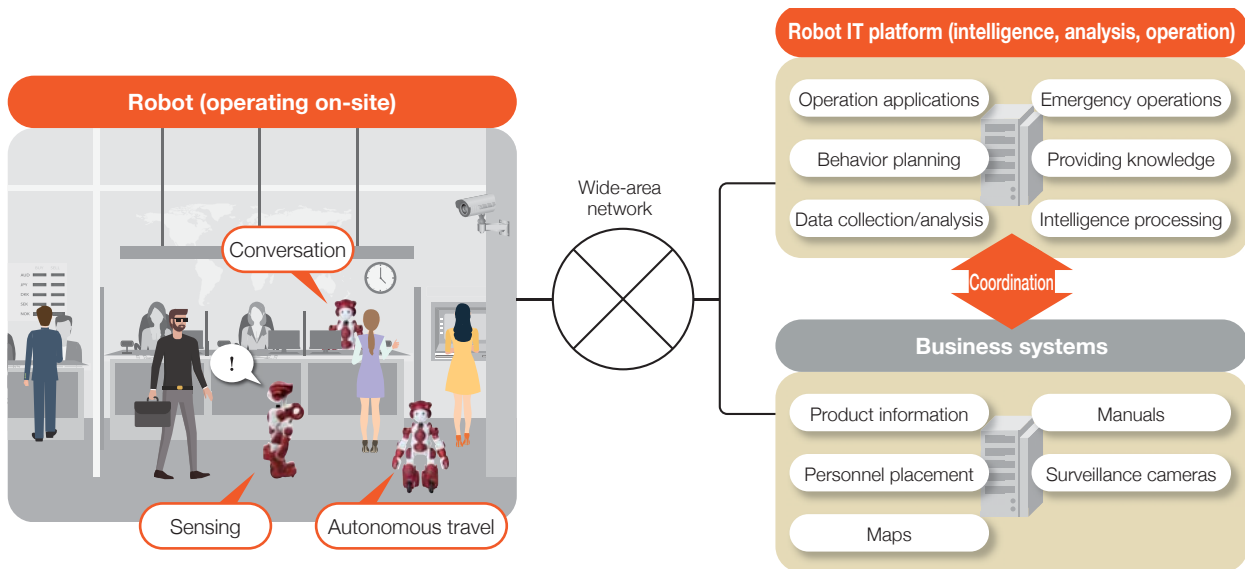 Robot (operating on-site)
Conversation
!
Sensing
Autonomous travel
Wide-area
network
Robot IT platform (intelligence, analysis, operation)
Operation applications
Emergency operations
Behavior planning
Providing knowledge
Data collection/analysis
Intelligence processing
Coordination
Business systems
Product information
Manuals
Personnel placement
Surveillance cameras
Maps